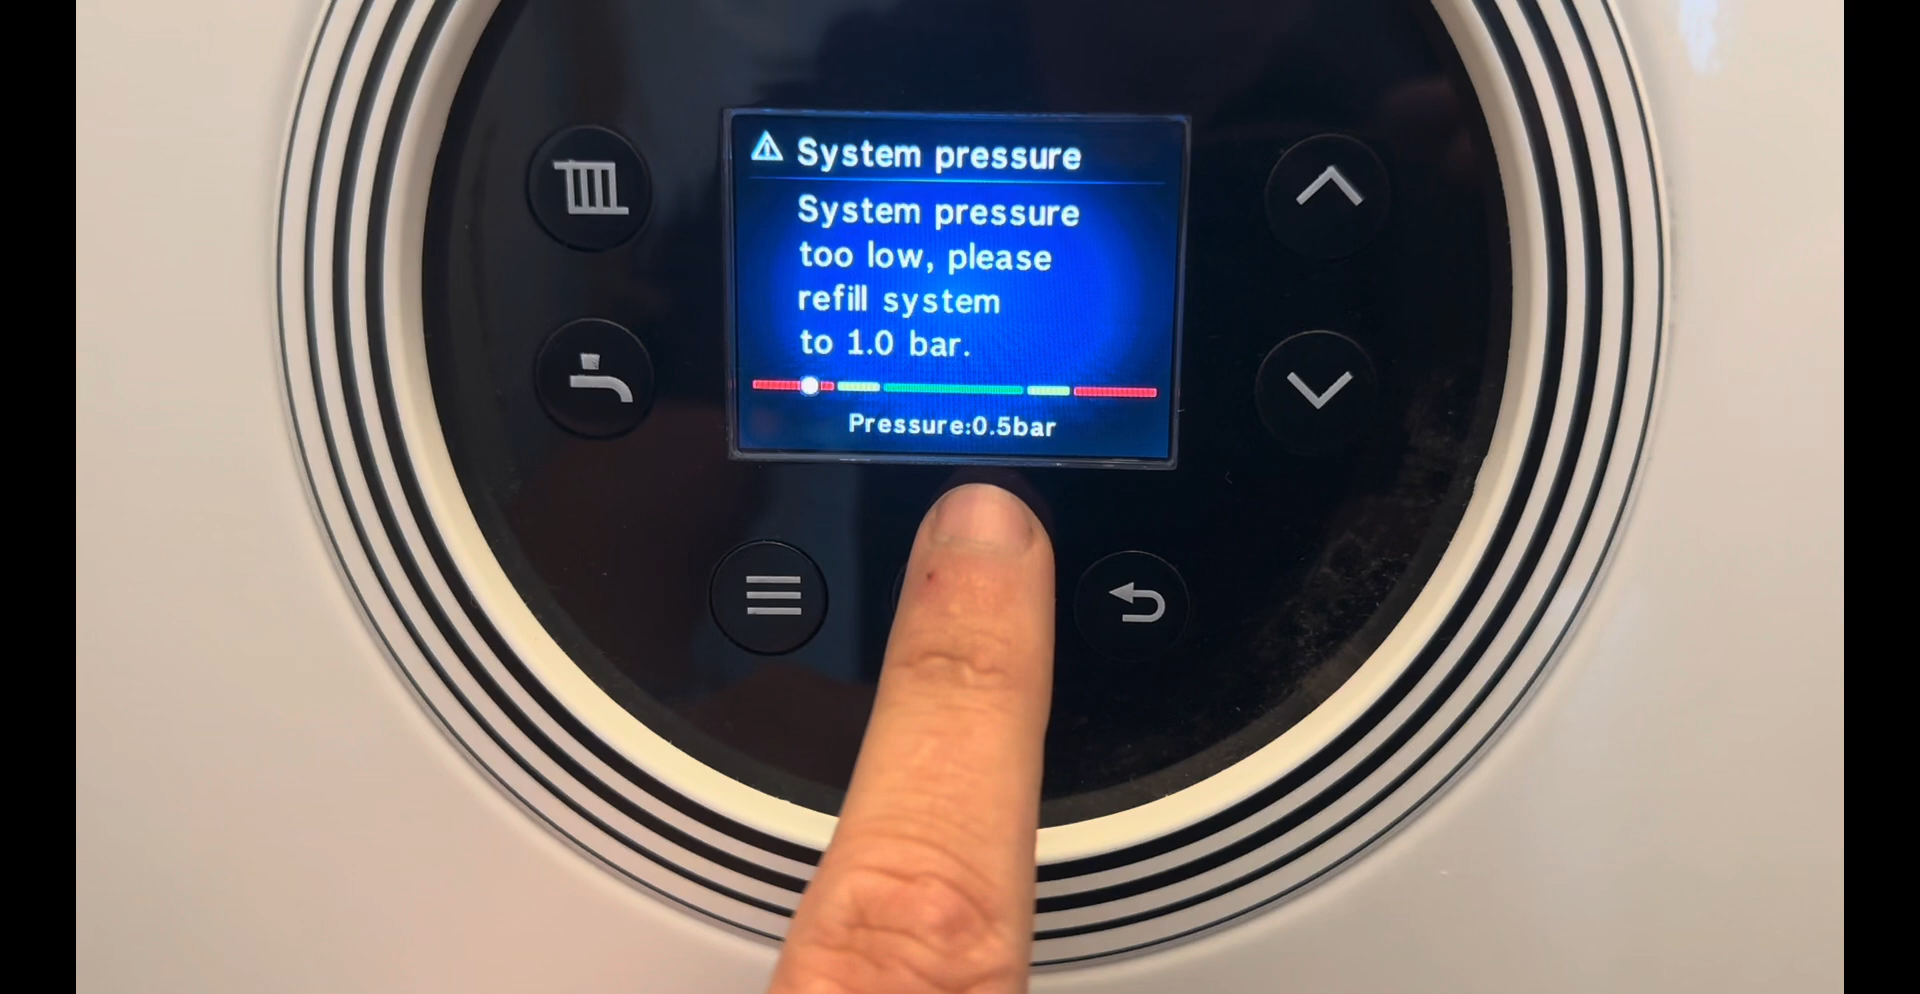 System pressure
System pressure
too low, please
refill system
to 1.0 bar.
Pressure:0.5bar